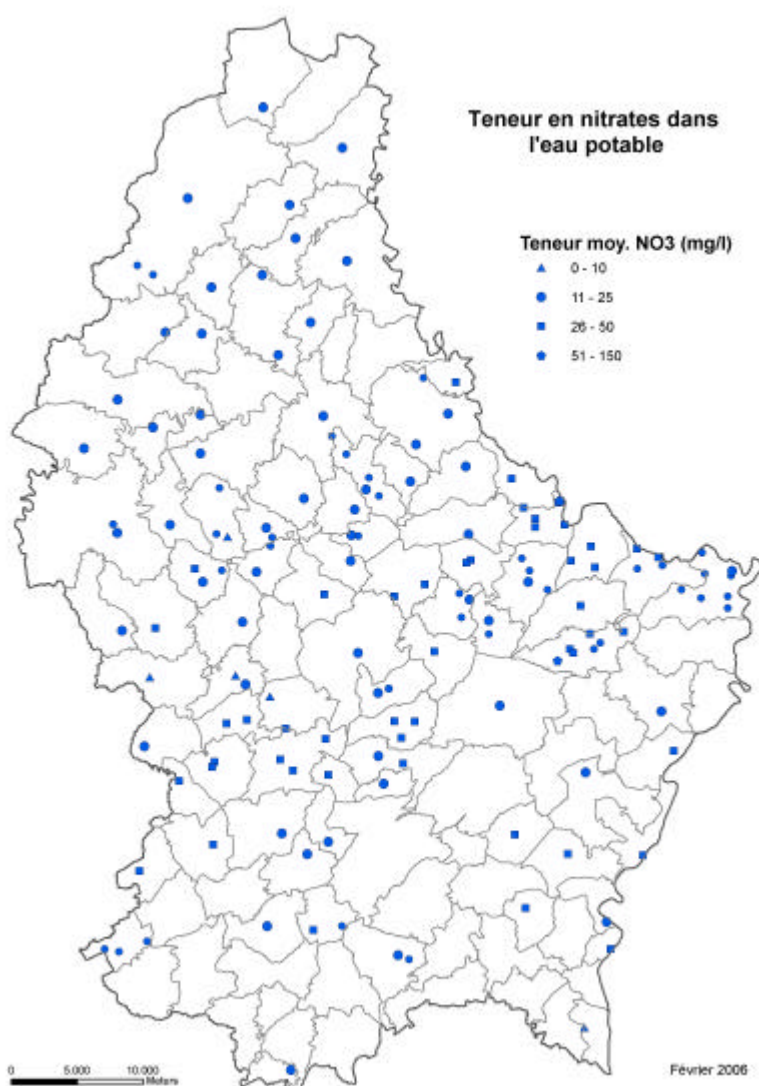 Teneur en nitrates dans
l'eau potable
Teneur moy. NO3 (mg/l)
0 - 10
11 - 25
26 - 50
51 - 150
0 5.000 10.000
Meters
Février 2006